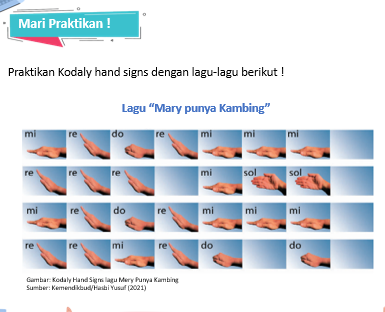 Mari Praktikan !
Praktikan Kodaly hand signs dengan lagu-lagu berikut !
Lagu “Mary punya Kambing”
mi re do re mi mi mi
re re re mi sol sol
mi re do re mi mi mi
re re mi re do do
Gambar: Kodaly Hand Signs lagu Mery Punya Kambing
Sumber: Kemendikbud/Hasbi Yusuf (2021)